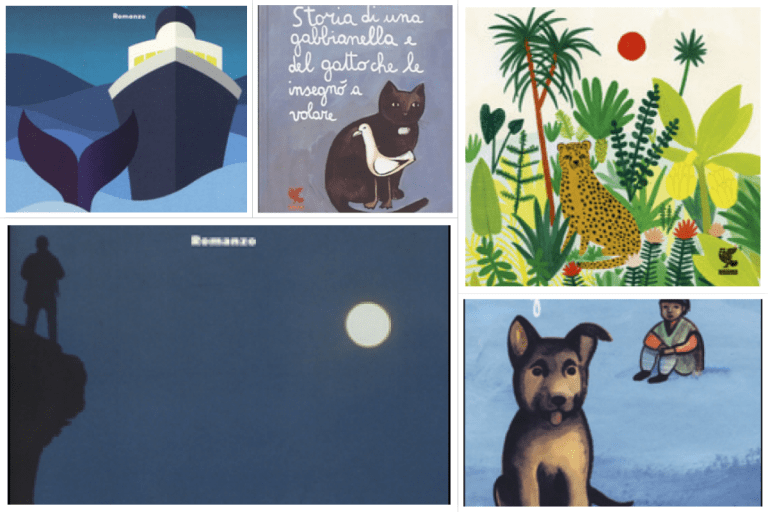 Romanzo
Storia di una
gabbianella e
del gatto che le
insegnò a
volare
Romanzo